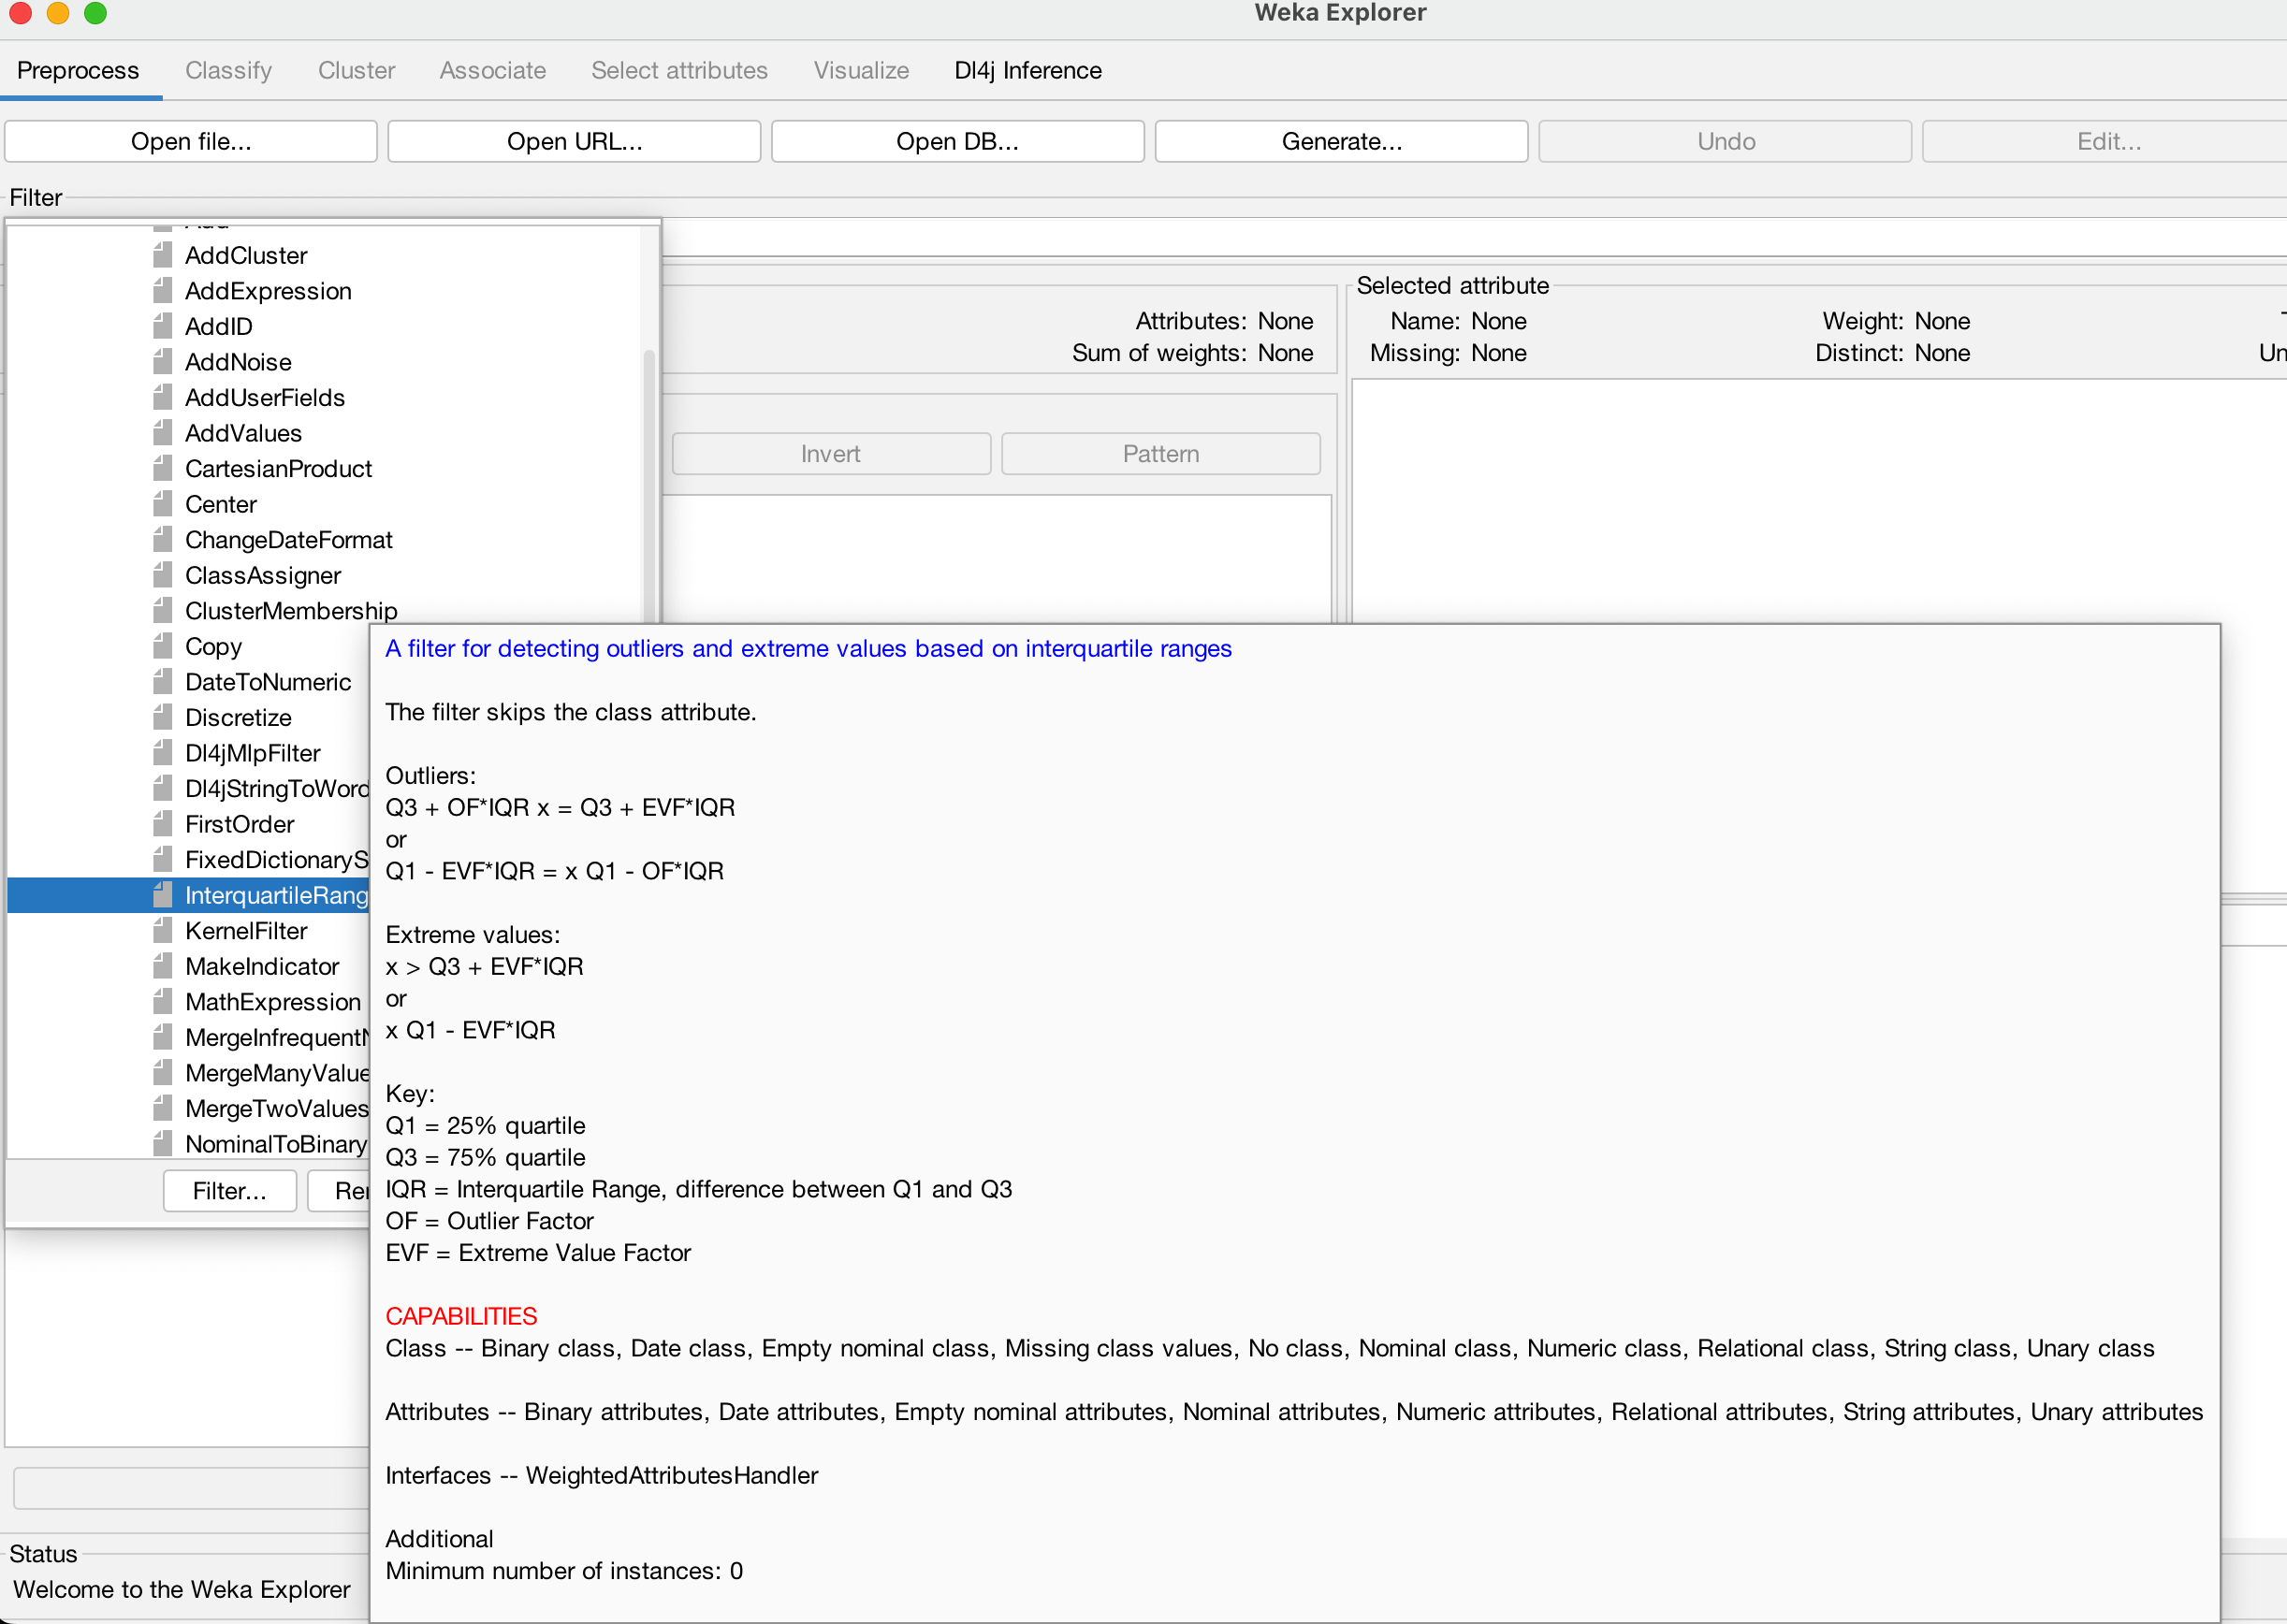 Weka Explorer
Preprocess Classify Cluster Associate Select attributes Visualize Dl4j Inference
Open file... Open URL... Open DB... Generate... Undo Edit...
Filter
AddCluster
AddExpression
AddID
AddNoise
AddUserFields
AddValues
CartesianProduct
Center
ChangeDateFormat
ClassAssigner
ClusterMembership
Copy
DateToNumeric
Discretize
Dl4jMlpFilter
Dl4jStringToWord
FirstOrder
FixedDictionaryS
InterquartileRang
KernelFilter
MakeIndicator
MathExpression
MergeInfrequentN
MergeManyValue
MergeTwoValues
NominalToBinary
Filter... Rer
Attributes: None
Sum of weights: None
Invert Pattern
Selected attribute
Name: None Weight: None
Missing: None Distinct: None Un
A filter for detecting outliers and extreme values based on interquartile ranges
The filter skips the class attribute.
Outliers:
Q3 + OF*IQR x = Q3 + EVF*IQR
or
Q1 - EVF*IQR = x Q1 - OF*IQR
Extreme values:
x > Q3 + EVF*IQR
or
x Q1 - EVF*IQR
Key:
Q1 = 25% quartile
Q3 = 75% quartile
IQR = Interquartile Range, difference between Q1 and Q3
OF = Outlier Factor
EVF = Extreme Value Factor
CAPABILITIES
Class -- Binary class, Date class, Empty nominal class, Missing class values, No class, Nominal class, Numeric class, Relational class, String class, Unary class
Attributes -- Binary attributes, Date attributes, Empty nominal attributes, Nominal attributes, Numeric attributes, Relational attributes, String attributes, Unary attributes
Interfaces -- WeightedAttributesHandler
Additional
Minimum number of instances: 0
Status
Welcome to the Weka Explorer